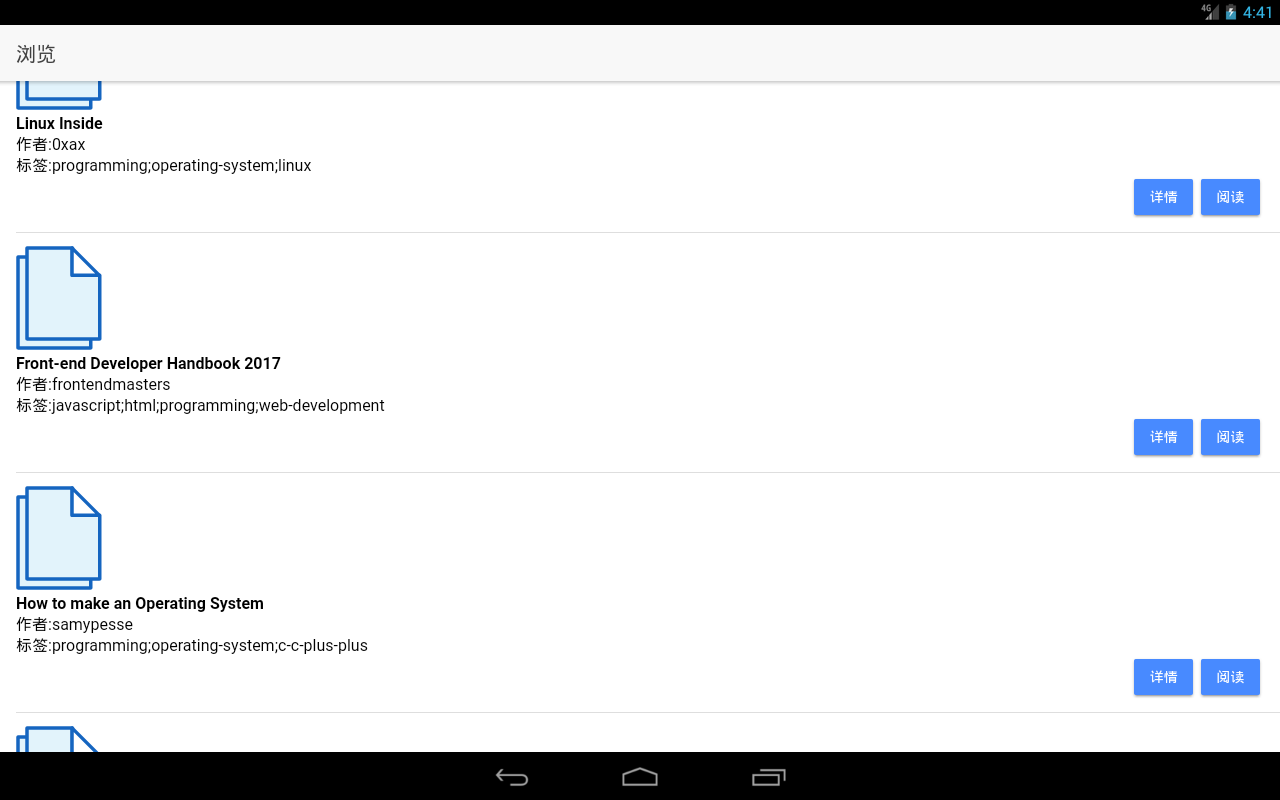 4G 4:41
浏览
Linux Inside
作者:0xax
标签:programming;operating-system;linux
详情 阅读
Front-end Developer Handbook 2017
作者:frontendmasters
标签:javascript;html;programming;web-development
详情 阅读
How to make an Operating System
作者:samypesse
标签:programming;operating-system;c-c-plus-plus
详情 阅读